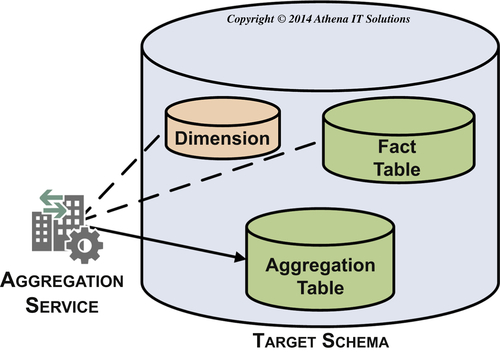 Copyright © 2014 Athena IT Solutions
Dimension
Fact
Table
Aggregation
Table
AGGREGATION
SERVICE
TARGET SCHEMA